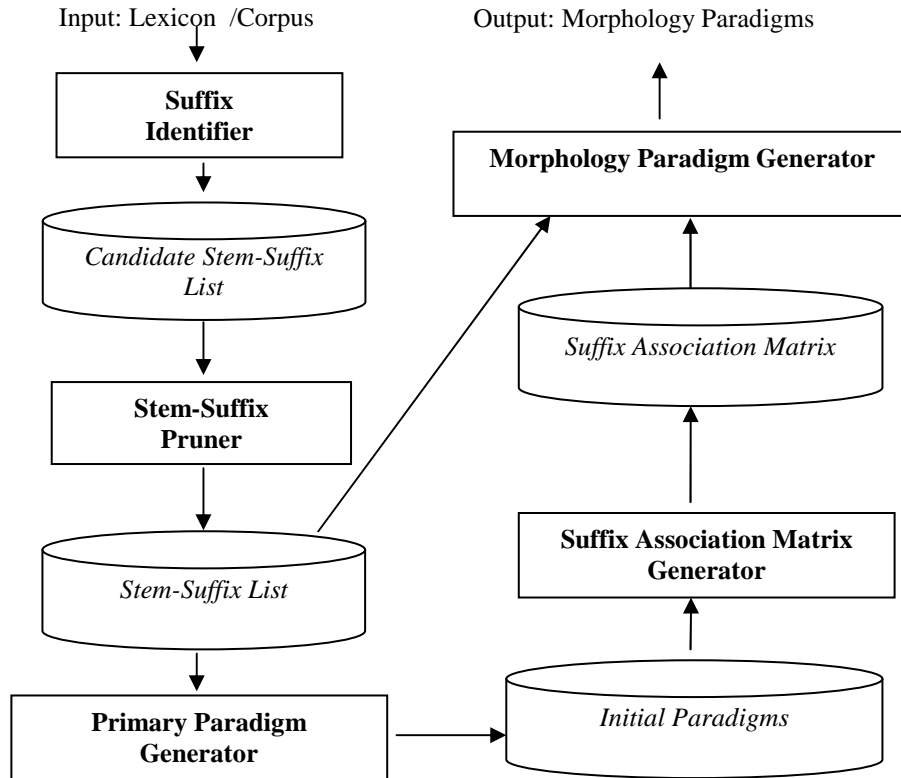 Input: Lexicon /Corpus
Output: Morphology Paradigms
Suffix
Identifier
Morphology Paradigm Generator
Candidate Stem-Suffix
List
Suffix Association Matrix
Stem-Suffix
Pruner
Suffix Association Matrix
Generator
Stem-Suffix List
Primary Paradigm
Generator
Initial Paradigms